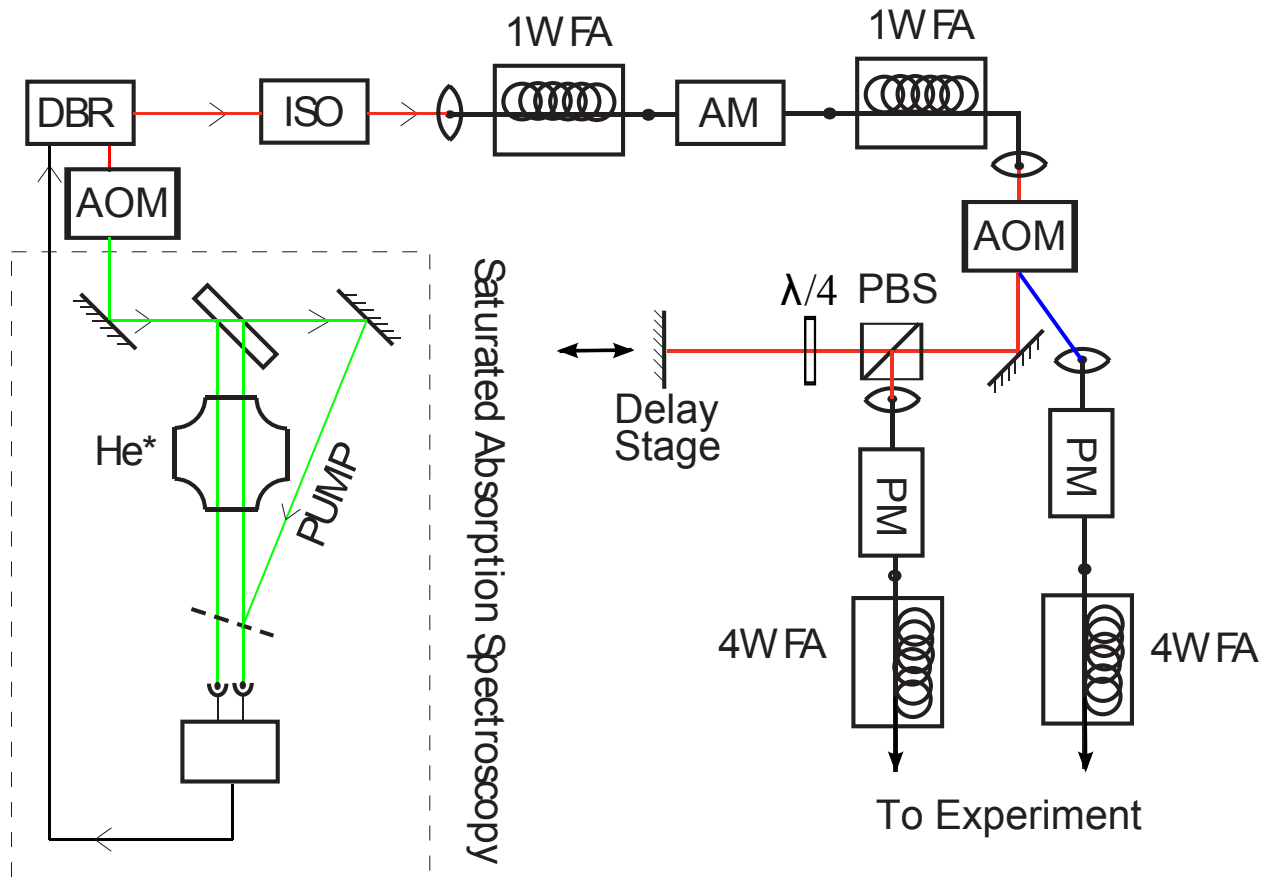 1W FA
1W FA
DBR
ISO
AM
AOM
AOM
λ/4
PBS
Delay
Stage
He*
PUMP
Saturated Absorption Spectroscopy
PM
PM
4W FA
4W FA
To Experiment